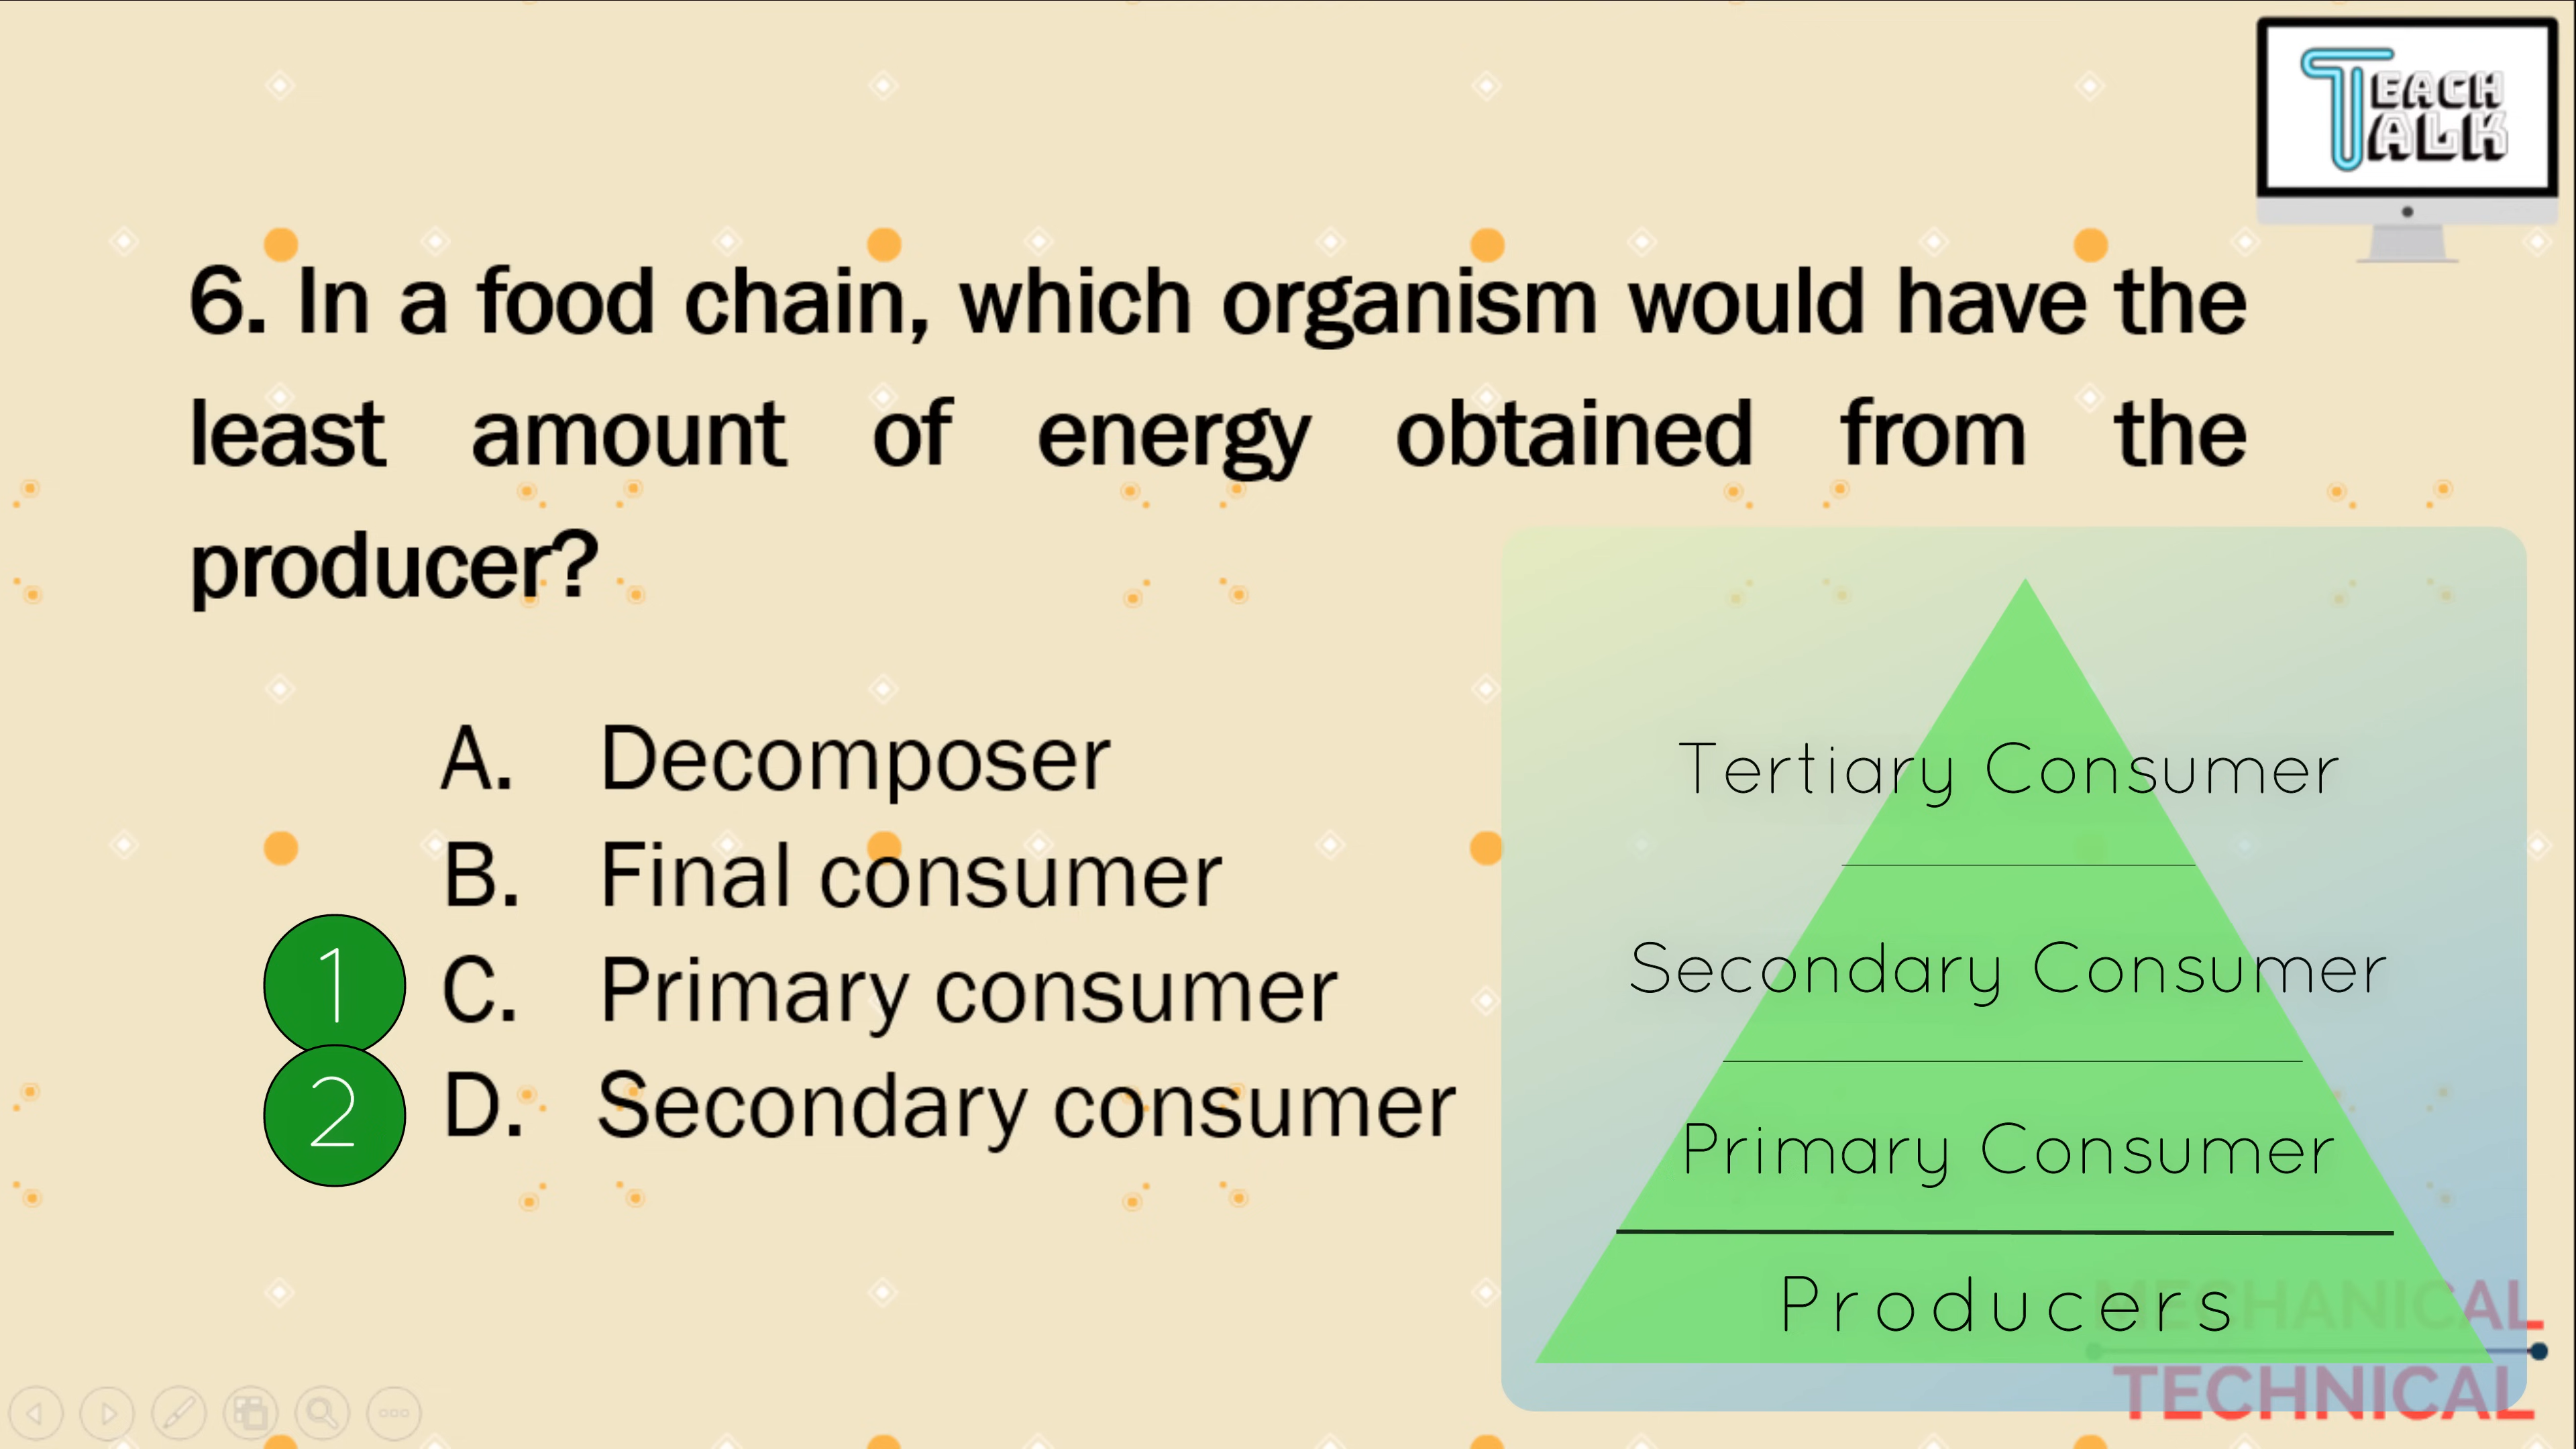 TEACH
TALK
6. In a food chain, which organism would have the
least amount of energy obtained from the
producer?
A. Decomposer
B. Final consumer
1 C. Primary consumer
2 D. Secondary consumer
Tertiary Consumer
Secondary Consumer
Primary Consumer
Producers
MECHANICAL
TECHNICAL